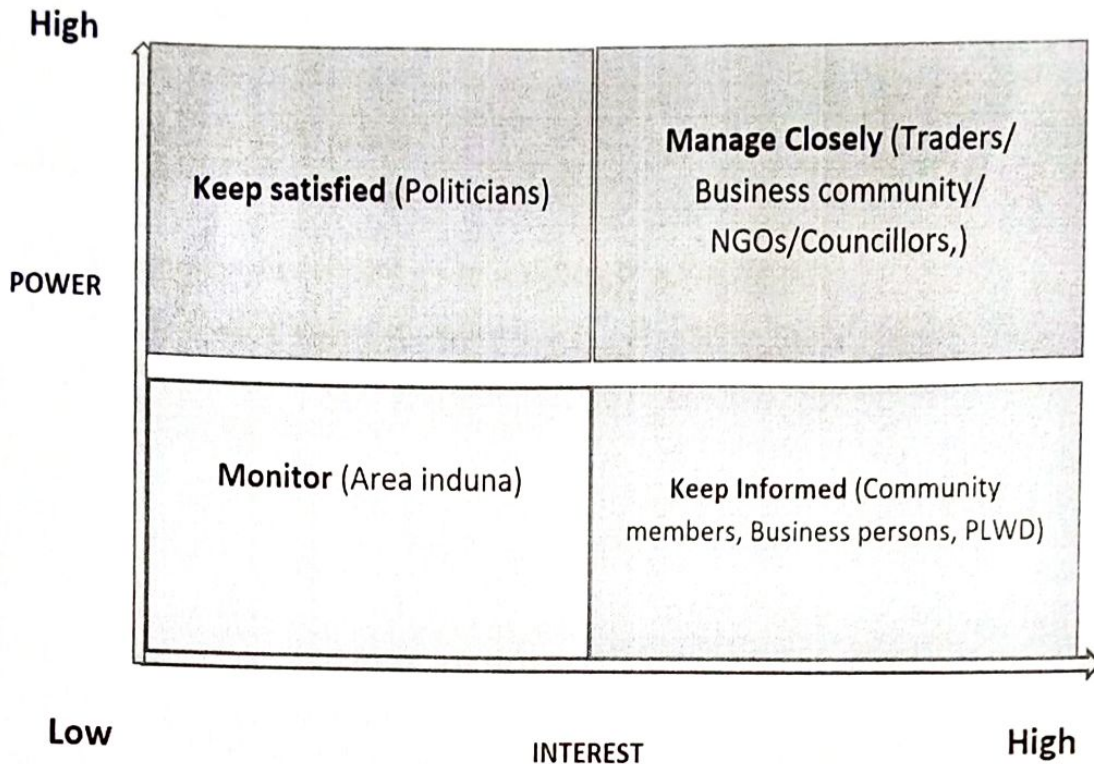 High
Keep satisfied (Politicians)
Manage Closely (Traders/
Business community/
NGOs/Councillors,)
POWER
Monitor (Area induna)
Keep Informed (Community
members, Business persons, PLWD)
Low
INTEREST
High